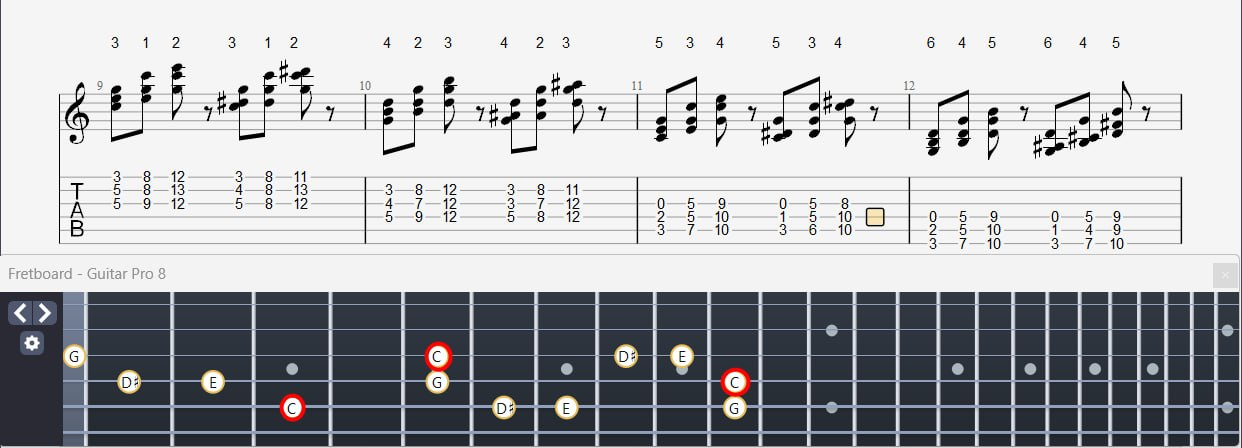 3 1 2 3 1 2 4 2 3 4 2 3 5 3 4 5 3 4 6 4 5 6 4 5
9 10 11 12
3 8 12 3 8 11
T 5 8 13 4 8 13 3 8 12 3 8 11
A 5 9 12 5 8 12 4 7 12 3 7 12 0 5 9 0 5 8
5 9 12 5 8 12 2 5 10 1 5 10 0 5 9 0 5 9
B 3 7 10 3 6 10 2 5 10 1 4 9
3 7 10 3 7 10
Fretboard - Guitar Pro 8
G C D♯ E
D♯ E G C
C D♯ E G